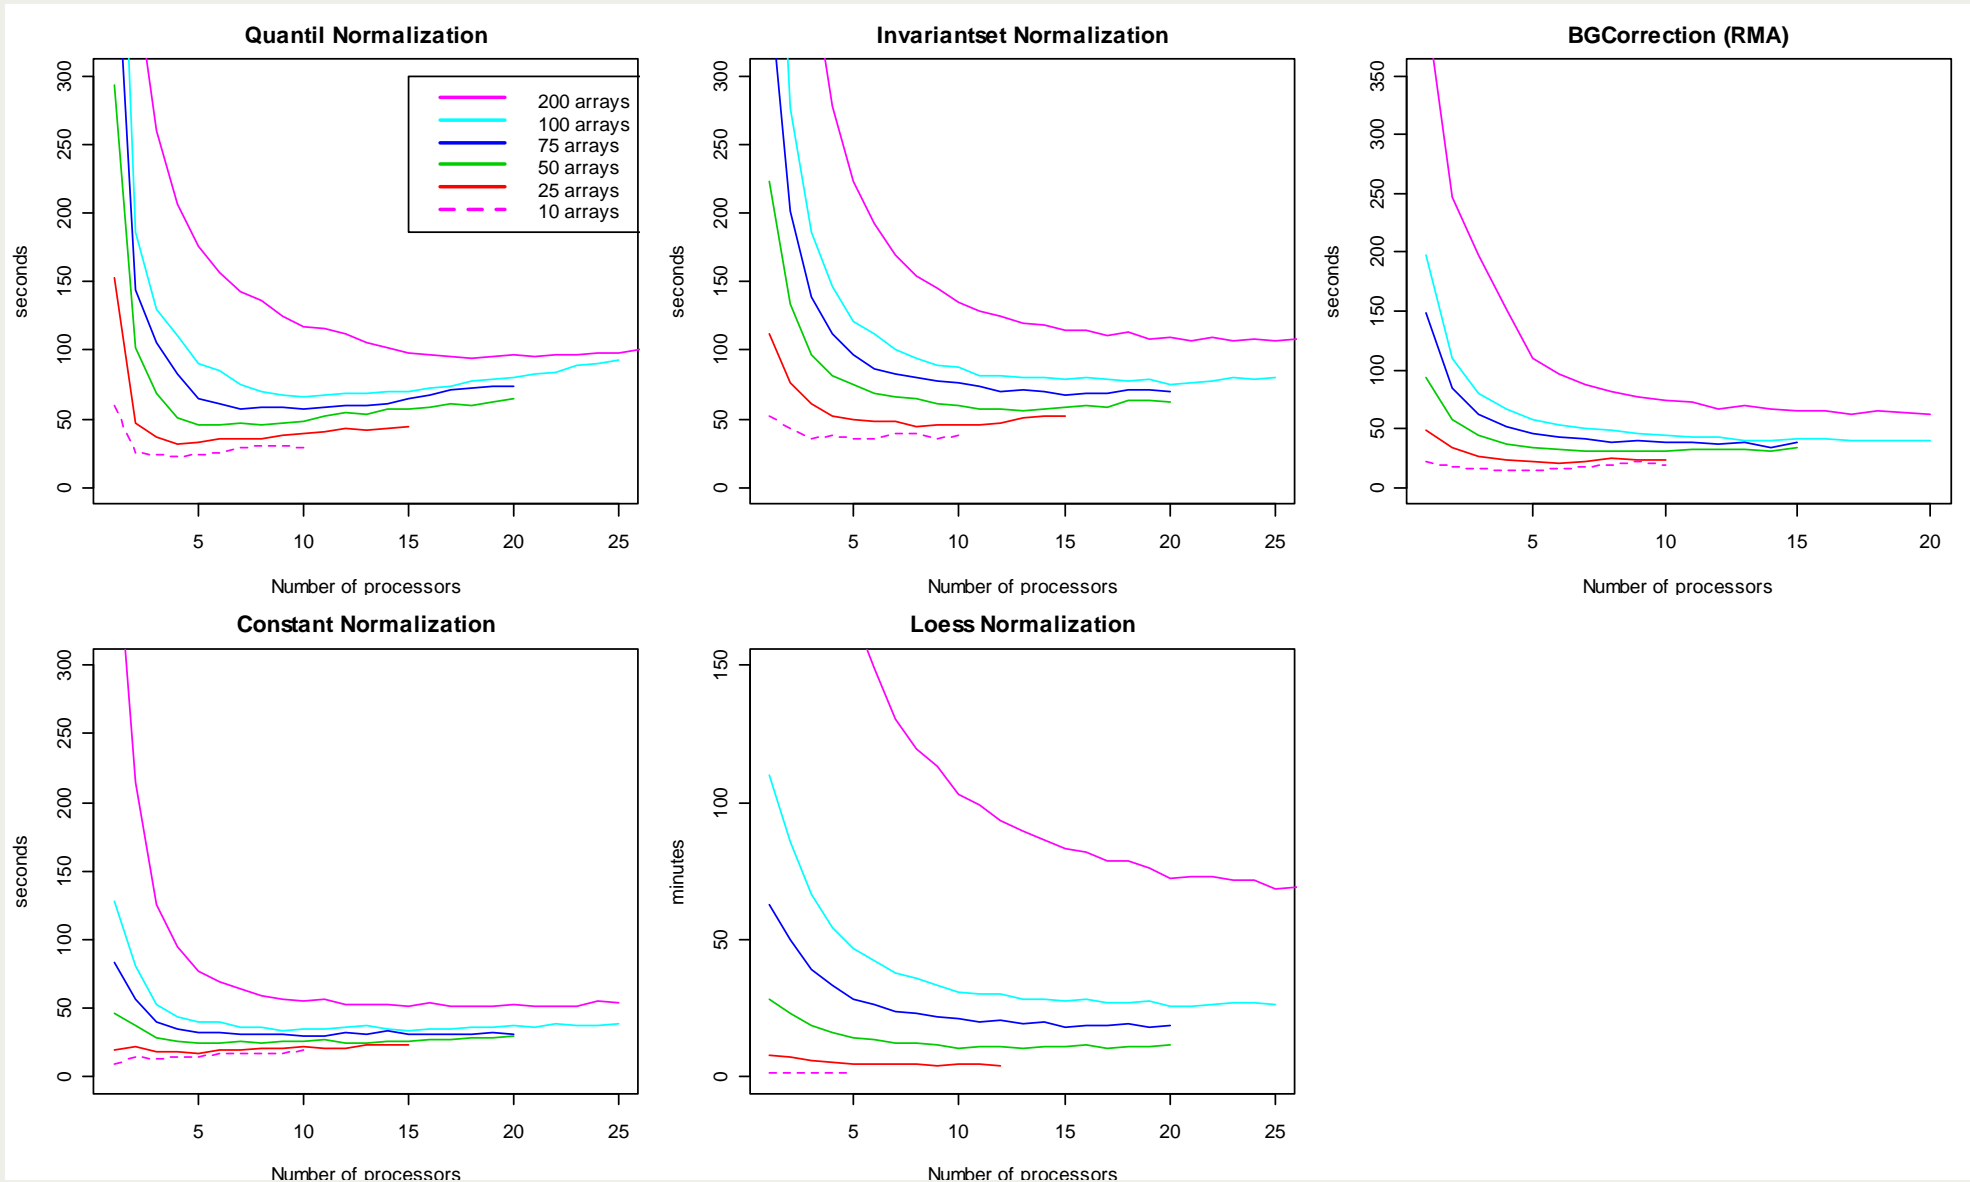 Quantil Normalization
300
250
200
150
100
50
0
seconds
200 arrays
100 arrays
75 arrays
50 arrays
25 arrays
10 arrays
5 10 15 20 25
Number of processors
Invariantset Normalization
300
250
200
150
100
50
0
seconds
5 10 15 20 25
Number of processors
BGCorrection (RMA)
350
300
250
200
150
100
50
0
seconds
5 10 15 20
Number of processors
Constant Normalization
300
250
200
150
100
50
0
seconds
5 10 15 20 25
Number of processors
Loess Normalization
150
100
50
0
minutes
5 10 15 20 25
Number of processors